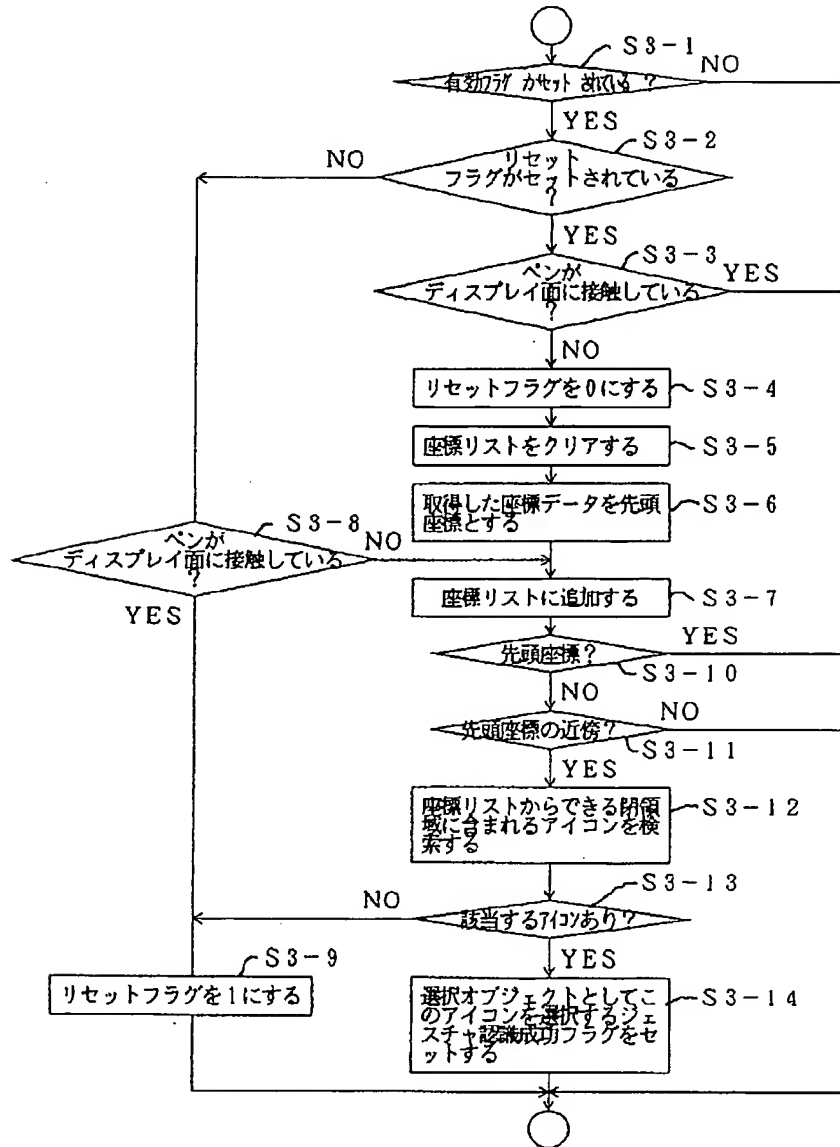 S3-1
有効フラグ がセット されている ?
NO
YES
S3-2
NO
リセット
フラグがセットされている
?
YES
S3-3
ペンが
YES
ディスプレイ面に接触している
?
NO
リセットフラグを0にする
S3-4
座標リストをクリアする
S3-5
取得した座標データを先頭
座標とする
S3-6
S3-8
ペンが
NO
ディスプレイ面に接触している
?
YES
座標リストに追加する
S3-7
先頭座標?
YES
S3-10
NO
先頭座標の近傍?
NO
S3-11
YES
座標リストからできる閉領
域に含まれるアイコンを検
索する
S3-12
S3-13
NO
該当するアイコンあり?
YES
S3-9
リセットフラグを1にする
選択オブジェクトとしてこ
のアイコンを選択するジェ
スチャ認識成功フラグをセ
ットする
S3-14